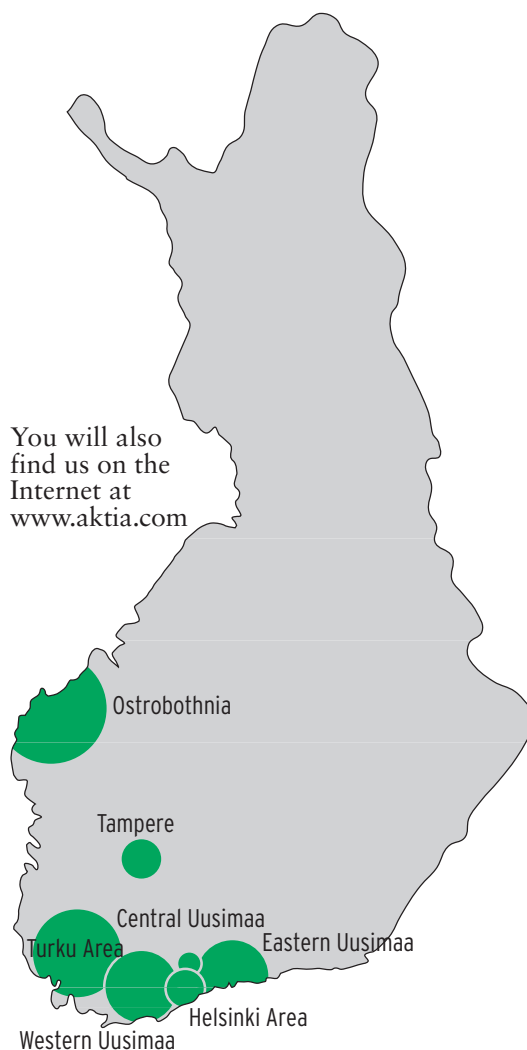 You will also
find us on the
Internet at
www.aktia.com
Ostrobothnia
Tampere
Central Uusimaa
Turku Area
Eastern Uusimaa
Helsinki Area
Western Uusimaa